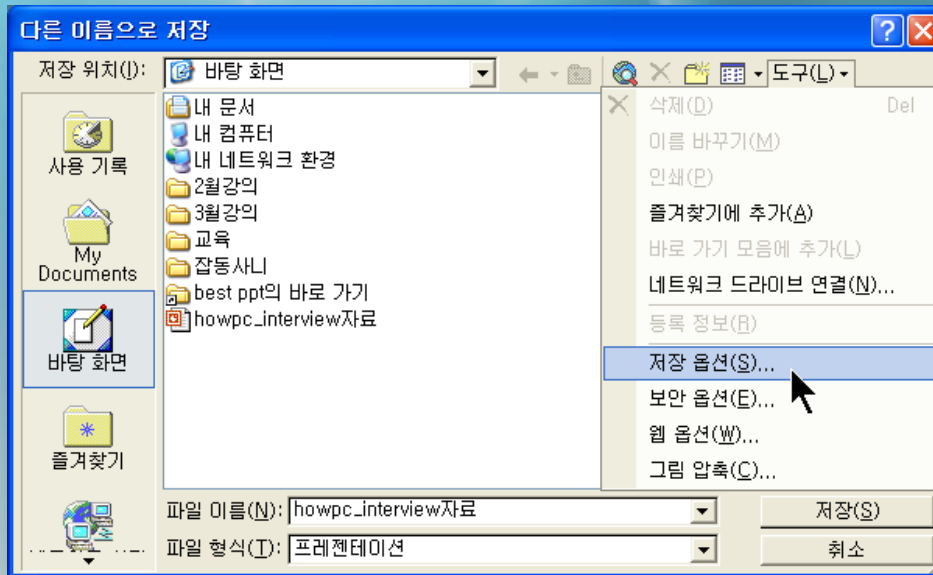 다른 이름으로 저장
저장 위치(I):
바탕 화면
도구(L)
사용 기록
My
Documents
바탕 화면
즐겨찾기
내 문서
내 컴퓨터
내 네트워크 환경
2월강의
3월강의
교육
잡동사니
best ppt의 바로 가기
howpc_interview자료
삭제(D) Del
이름 바꾸기(M)
인쇄(P)
즐겨찾기에 추가(A)
바로 가기 모음에 추가(L)
네트워크 드라이브 연결(N)...
등록 정보(R)
저장 옵션(S)...
보안 옵션(E)...
웹 옵션(W)...
그림 압축(C)...
파일 이름(N): howpc_interview자료
저장(S)
파일 형식(T): 프레젠테이션
취소